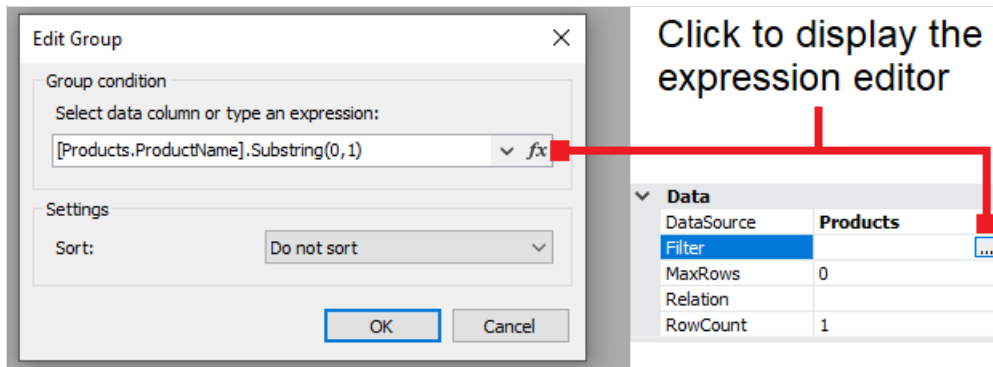 Edit Group
Group condition
Select data column or type an expression:
[Products.ProductName].Substring(0,1)
fx
Settings
Sort:
Do not sort
OK
Cancel
Click to display the
expression editor
Data
DataSource Products
Filter ...
MaxRows 0
Relation
RowCount 1